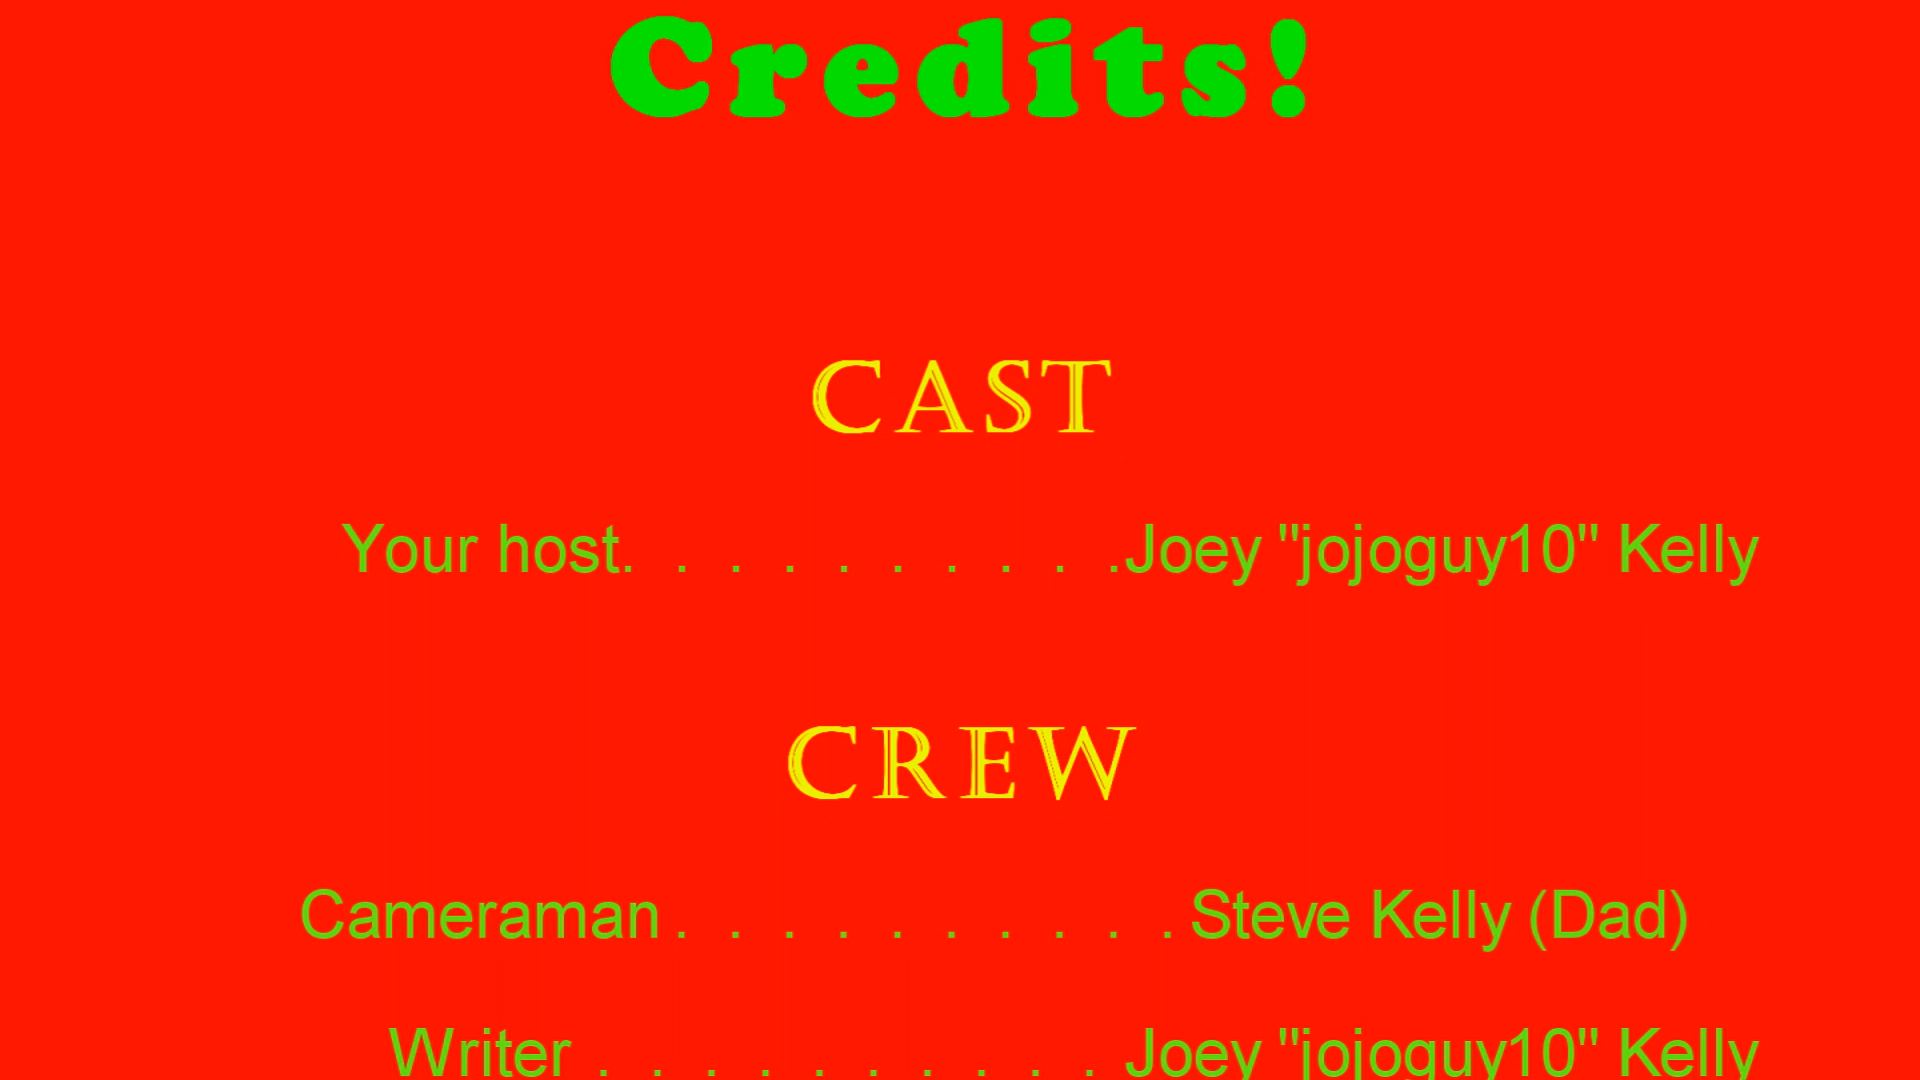 Credits!
CAST
Your host. . . . . . . . . .Joey "jojoguy10" Kelly
CREW
Cameraman . . . . . . . . . . Steve Kelly (Dad)
Writer . . . . . . . . . . Joey "jojoguy10" Kelly